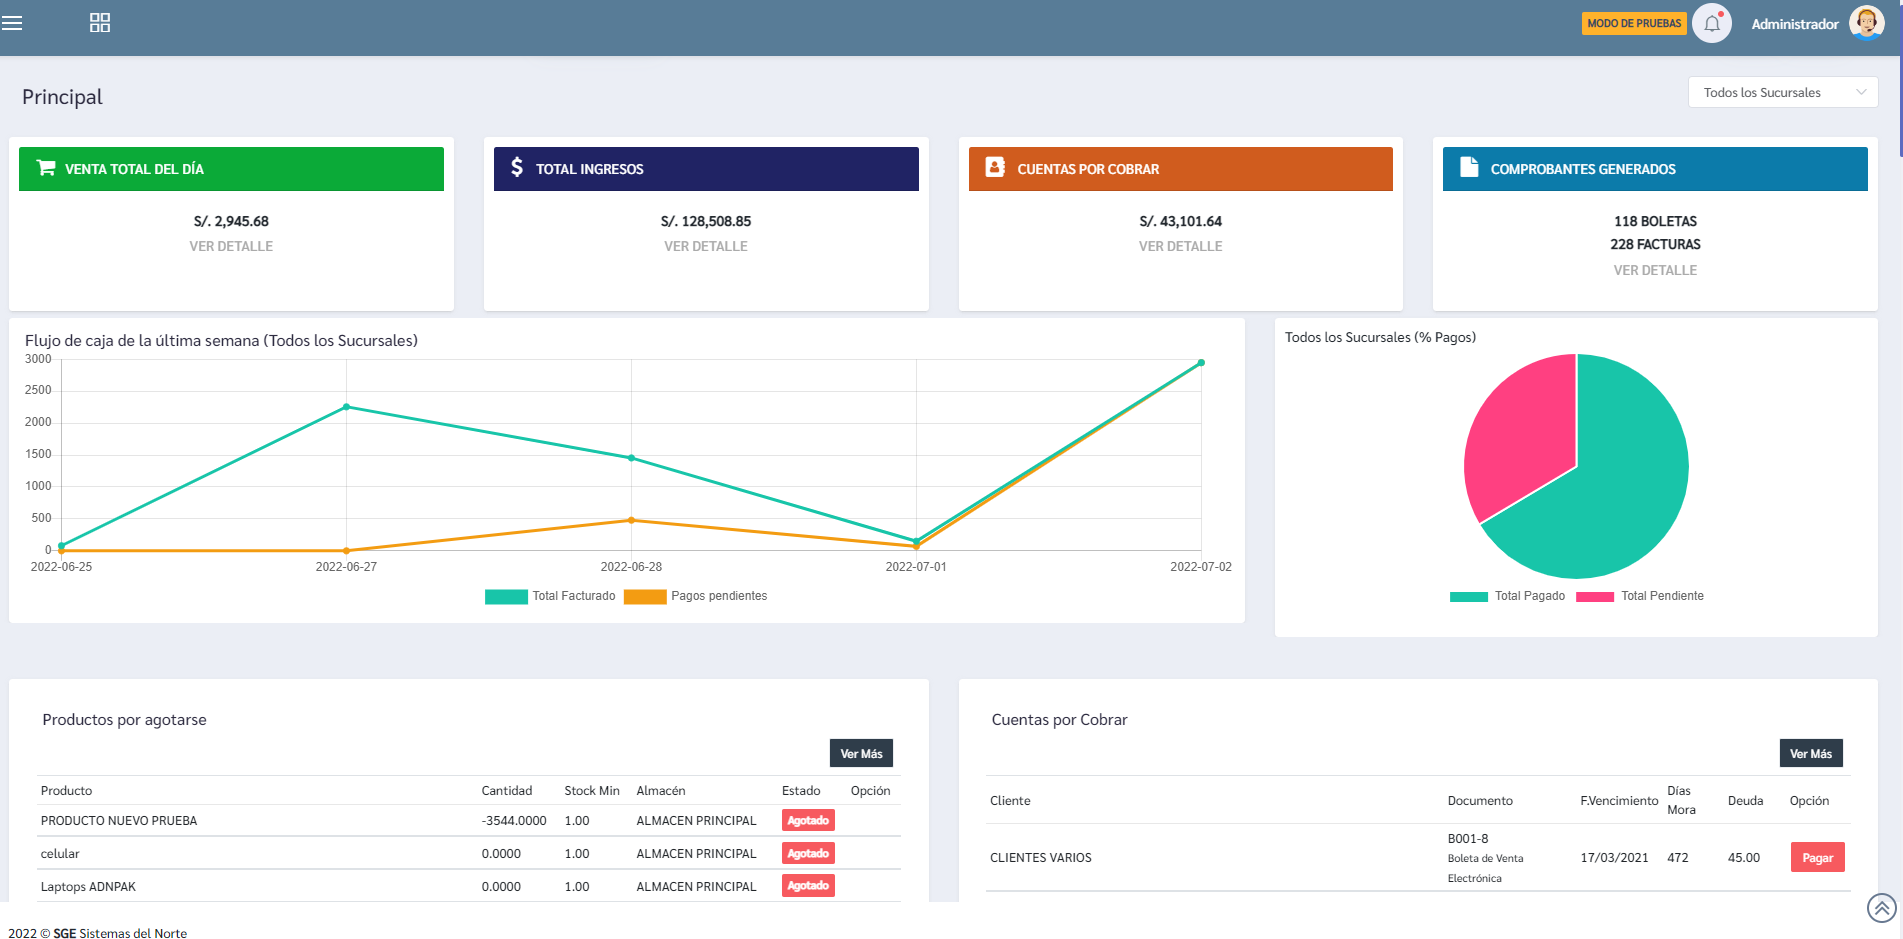 MODO DE PRUEBAS
Administrador
Principal
Todos los Sucursales
VENTA TOTAL DEL DÍA
S/. 2,945.68
VER DETALLE
TOTAL INGRESOS
S/. 128,508.85
VER DETALLE
CUENTAS POR COBRAR
S/. 43,101.64
VER DETALLE
COMPROBANTES GENERADOS
118 BOLETAS
228 FACTURAS
VER DETALLE
Flujo de caja de la última semana (Todos los Sucursales)
3000
2500
2000
1500
1000
500
0
2022-06-25 2022-06-27 2022-06-28 2022-07-01 2022-07-02
Total Facturado Pagos pendientes
Todos los Sucursales (% Pagos)
Total Pagado Total Pendiente
Productos por agotarse
Ver Más
Producto Cantidad Stock Min Almacén Estado Opción
PRODUCTO NUEVO PRUEBA -3544.0000 1.00 ALMACEN PRINCIPAL Agotado
celular 0.0000 1.00 ALMACEN PRINCIPAL Agotado
Laptops ADNPAK 0.0000 1.00 ALMACEN PRINCIPAL Agotado
Cuentas por Cobrar
Ver Más
Cliente Documento F.Vencimiento Días Mora Deuda Opción
CLIENTES VARIOS B001-8 Boleta de Venta Electrónica 17/03/2021 472 45.00 Pagar
2022 © SGE Sistemas del Norte